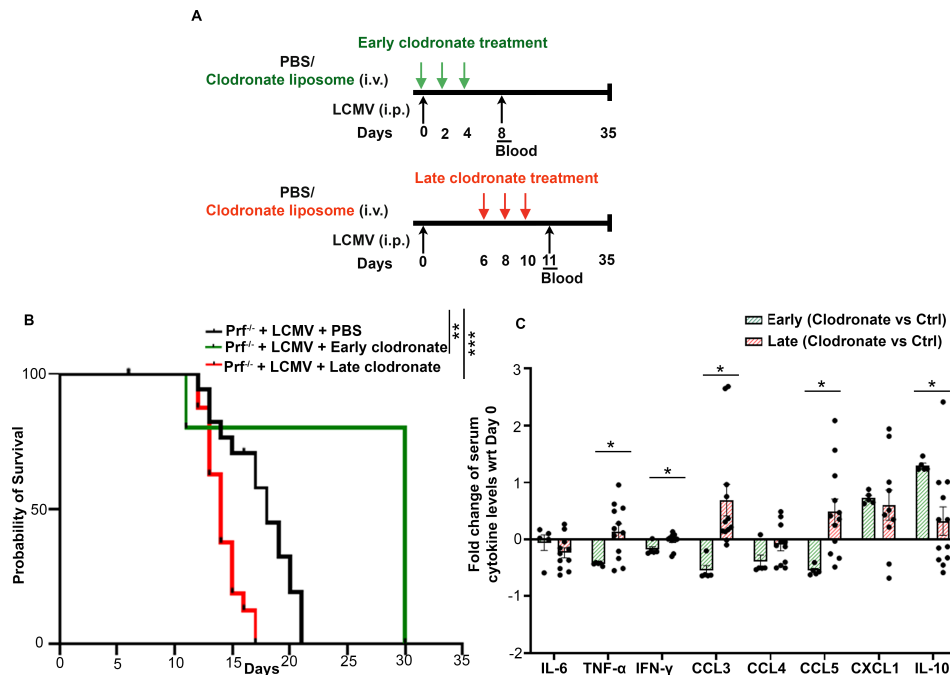 A
Early clodronate treatment
PBS/
Clodronate liposome (i.v.)
LCMV (i.p.)
Days 0 2 4 8 35
Blood
Late clodronate treatment
PBS/
Clodronate liposome (i.v.)
LCMV (i.p.)
Days 0 6 8 10 11 35
Blood
B
Prf-/- + LCMV + PBS
Prf-/- + LCMV + Early clodronate
Prf-/- + LCMV + Late clodronate
**
***
Probability of Survival
100
50
0
0 5 10 15 20 25 30 35
Days
C
Early (Clodronate vs Ctrl)
Late (Clodronate vs Ctrl)
Fold change of serum
cytokine levels wrt Day 0
3
2
1
0
-1
-2
* * * * *
IL-6 TNF-α IFN-γ CCL3 CCL4 CCL5 CXCL1 IL-10